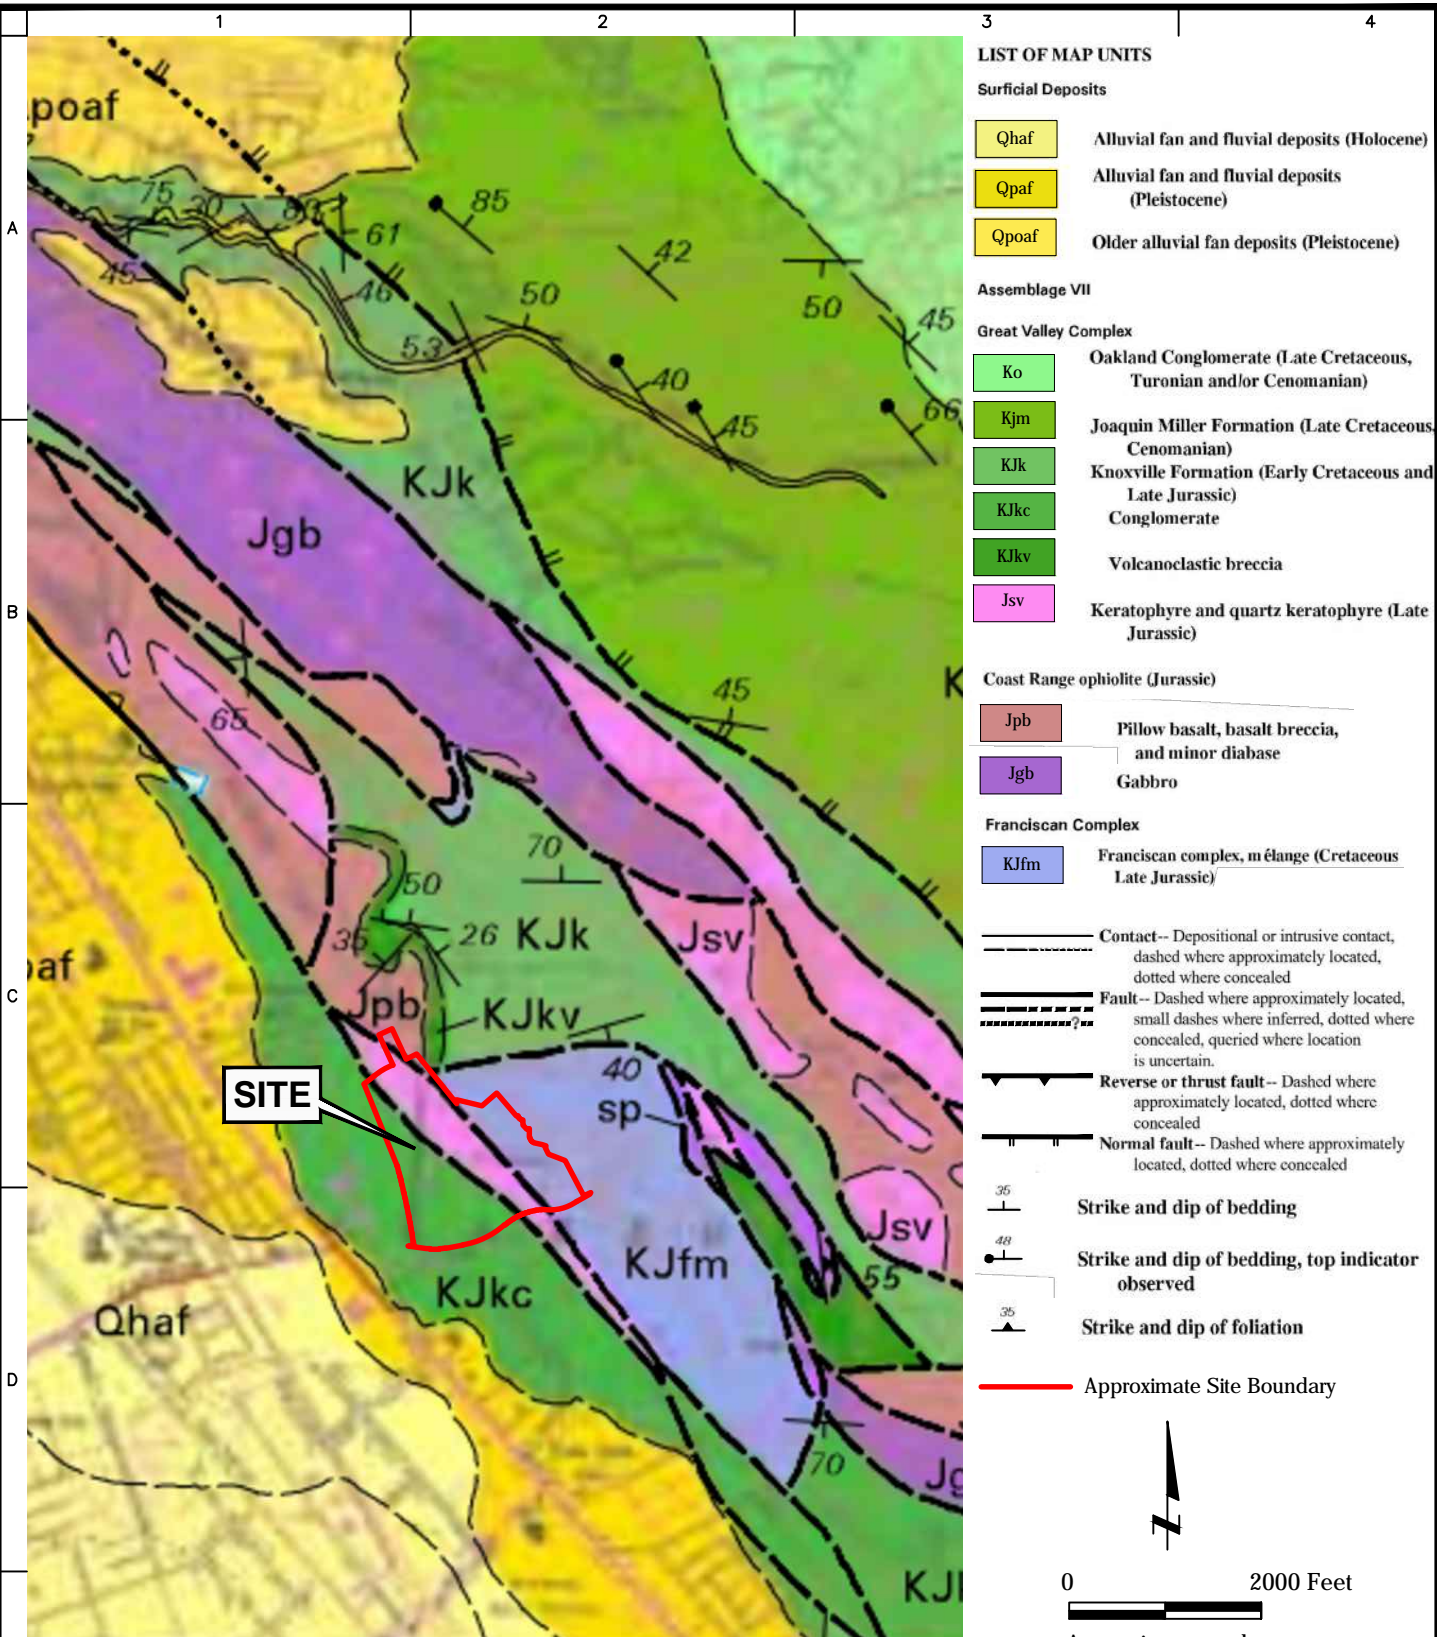 1 2 3 4
A
B
C
D
poaf
75
85
61
42
45
46
50
50
45
53
40
45
66
KJk
Jgb
K
45
65
70
50
35
26
KJk
Jsv
af
Jpb
KJkv
40
SITE
sp
Jsv
KJfm
55
KJkc
Qhaf
70
LIST OF MAP UNITS
Surficial Deposits
Qhaf Alluvial fan and fluvial deposits (Holocene)
Qpaf Alluvial fan and fluvial deposits
(Pleistocene)
Qpoaf Older alluvial fan deposits (Pleistocene)
Assemblage VII
Great Valley Complex
Ko Oakland Conglomerate (Late Cretaceous,
Turonian and/or Cenomanian)
Kjm Joaquin Miller Formation (Late Cretaceous,
Cenomanian)
KJk Knoxville Formation (Early Cretaceous and
Late Jurassic)
KJkc Conglomerate
KJkv Volcanoclastic breccia
Jsv Keratophyre and quartz keratophyre (Late
Jurassic)
Coast Range ophiolite (Jurassic)
Jpb Pillow basalt, basalt breccia,
and minor diabase
Jgb Gabbro
Franciscan Complex
KJfm Franciscan complex, mélange (Cretaceous
Late Jurassic)
Contact-- Depositional or intrusive contact,
dashed where approximately located,
dotted where concealed
Fault-- Dashed where approximately located,
small dashes where inferred, dotted where
? concealed, queried where location
is uncertain.
Reverse or thrust fault-- Dashed where
approximately located, dotted where
concealed
Normal fault-- Dashed where approximately
located, dotted where concealed
35
Strike and dip of bedding
48
Strike and dip of bedding, top indicator
observed
35
Strike and dip of foliation
Approximate Site Boundary
0 2000 Feet